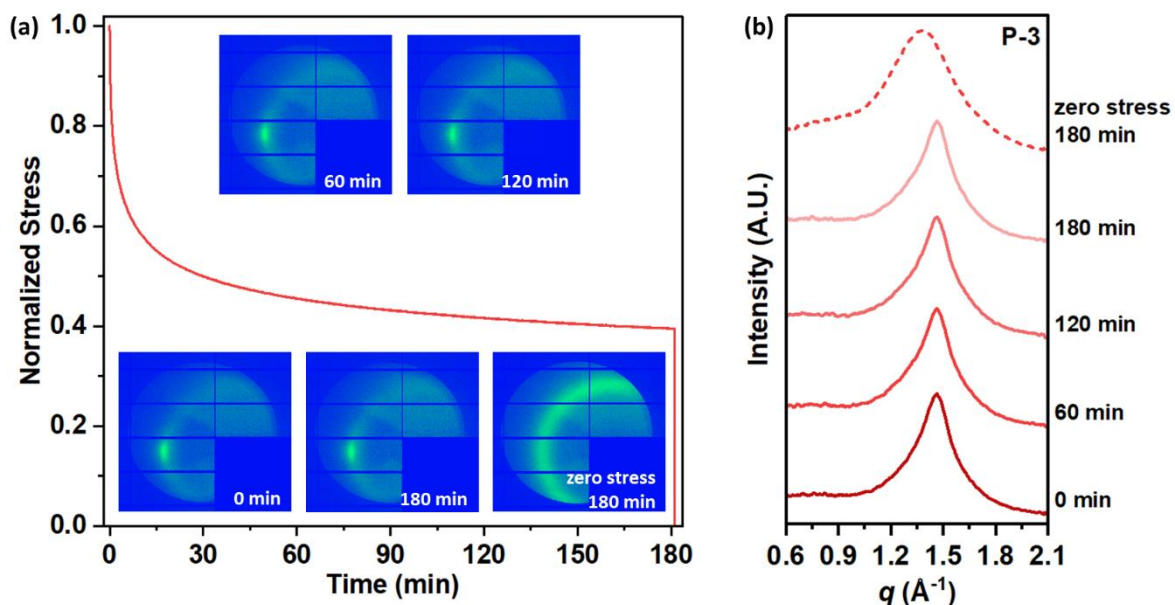 (a)
1.0
0.8
0.6
0.4
0.2
0.0
Normalized Stress
60 min
120 min
0 min
180 min
zero stress
180 min
0
30
60
90
120
150
180
Time (min)
(b)
P-3
Intensity (A.U.)
zero stress
180 min
180 min
120 min
60 min
0 min
0.6
0.9
1.2
1.5
1.8
2.1
q (Å⁻¹)